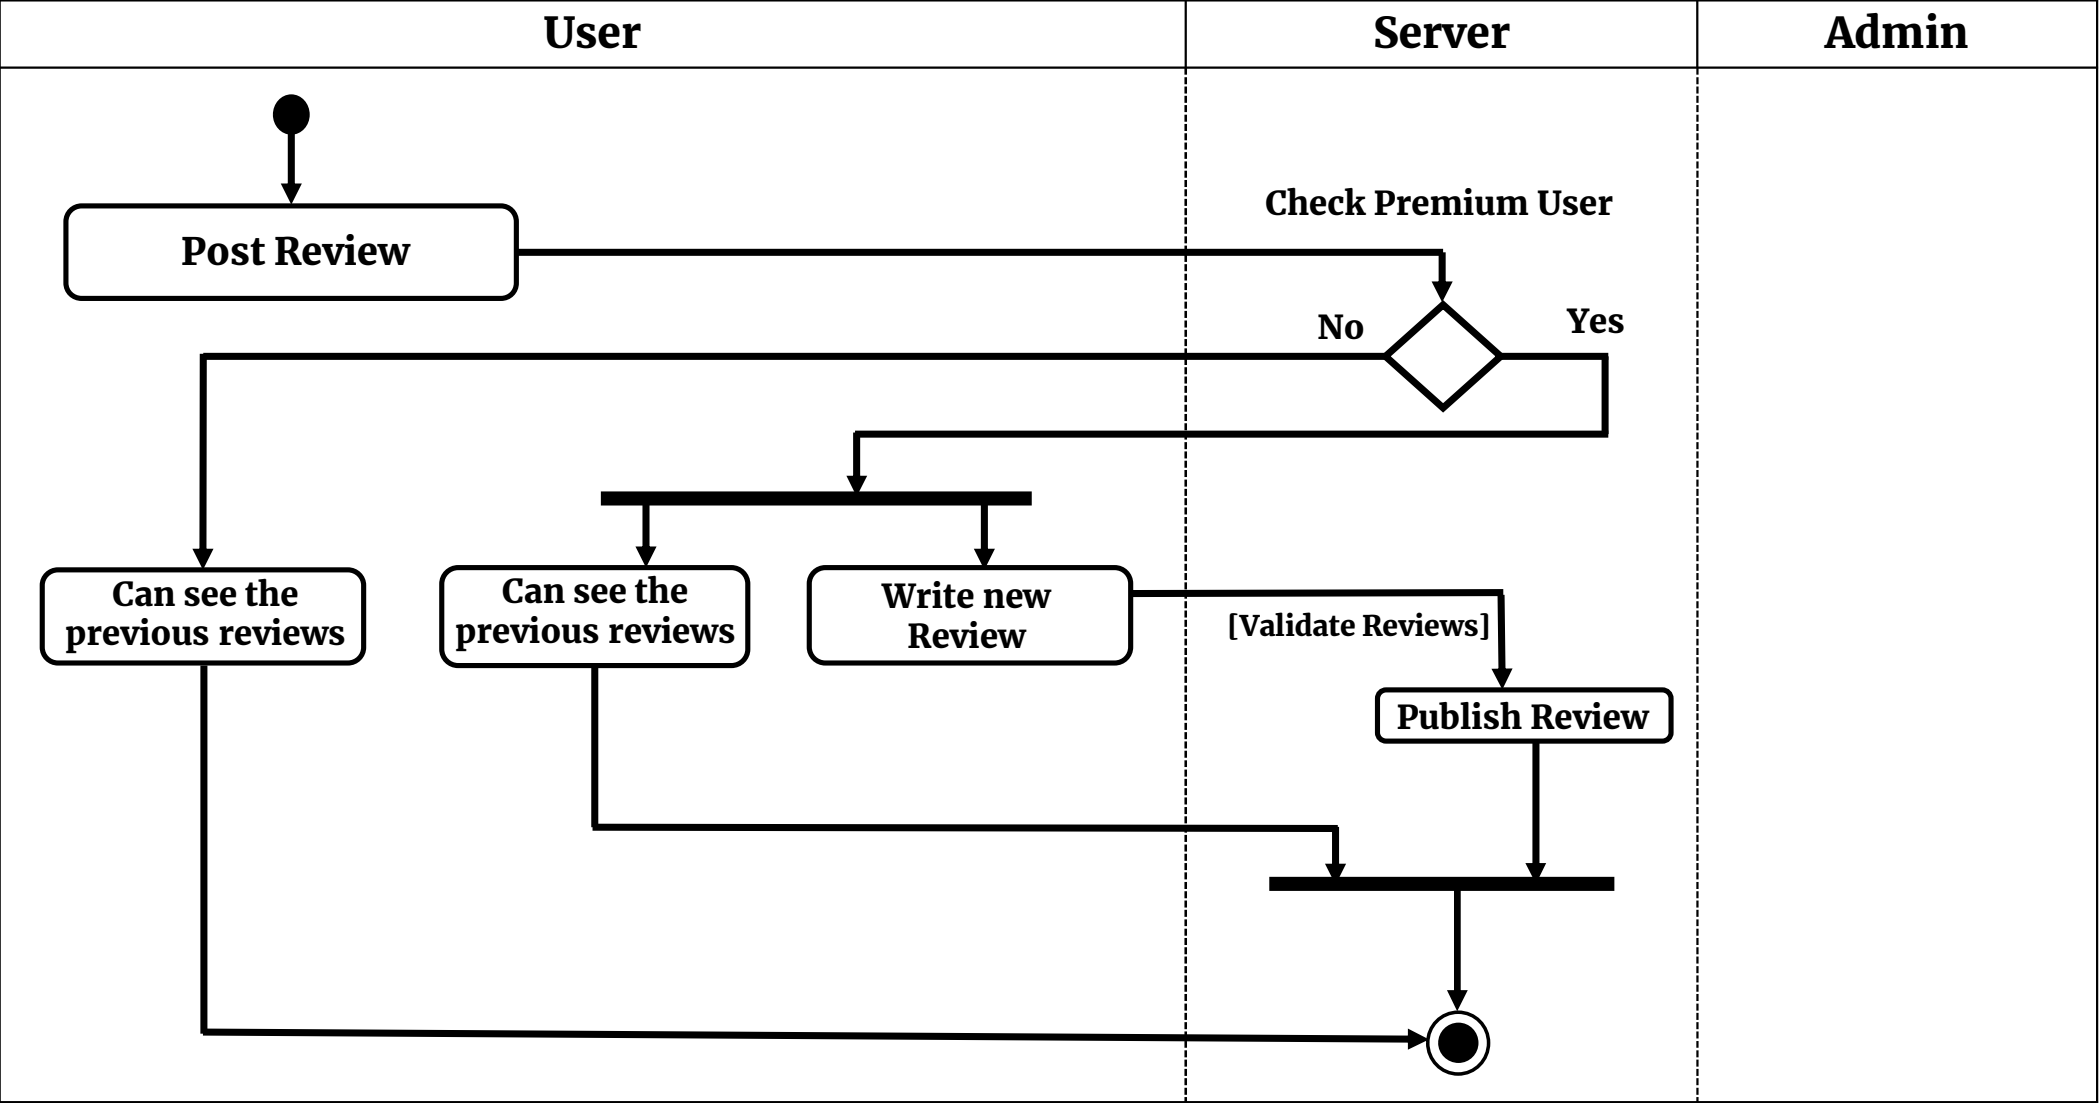 User
Server
Admin
Check Premium User
Post Review
No
Yes
Can see the
previous reviews
Can see the
previous reviews
Write new
Review
[Validate Reviews]
Publish Review